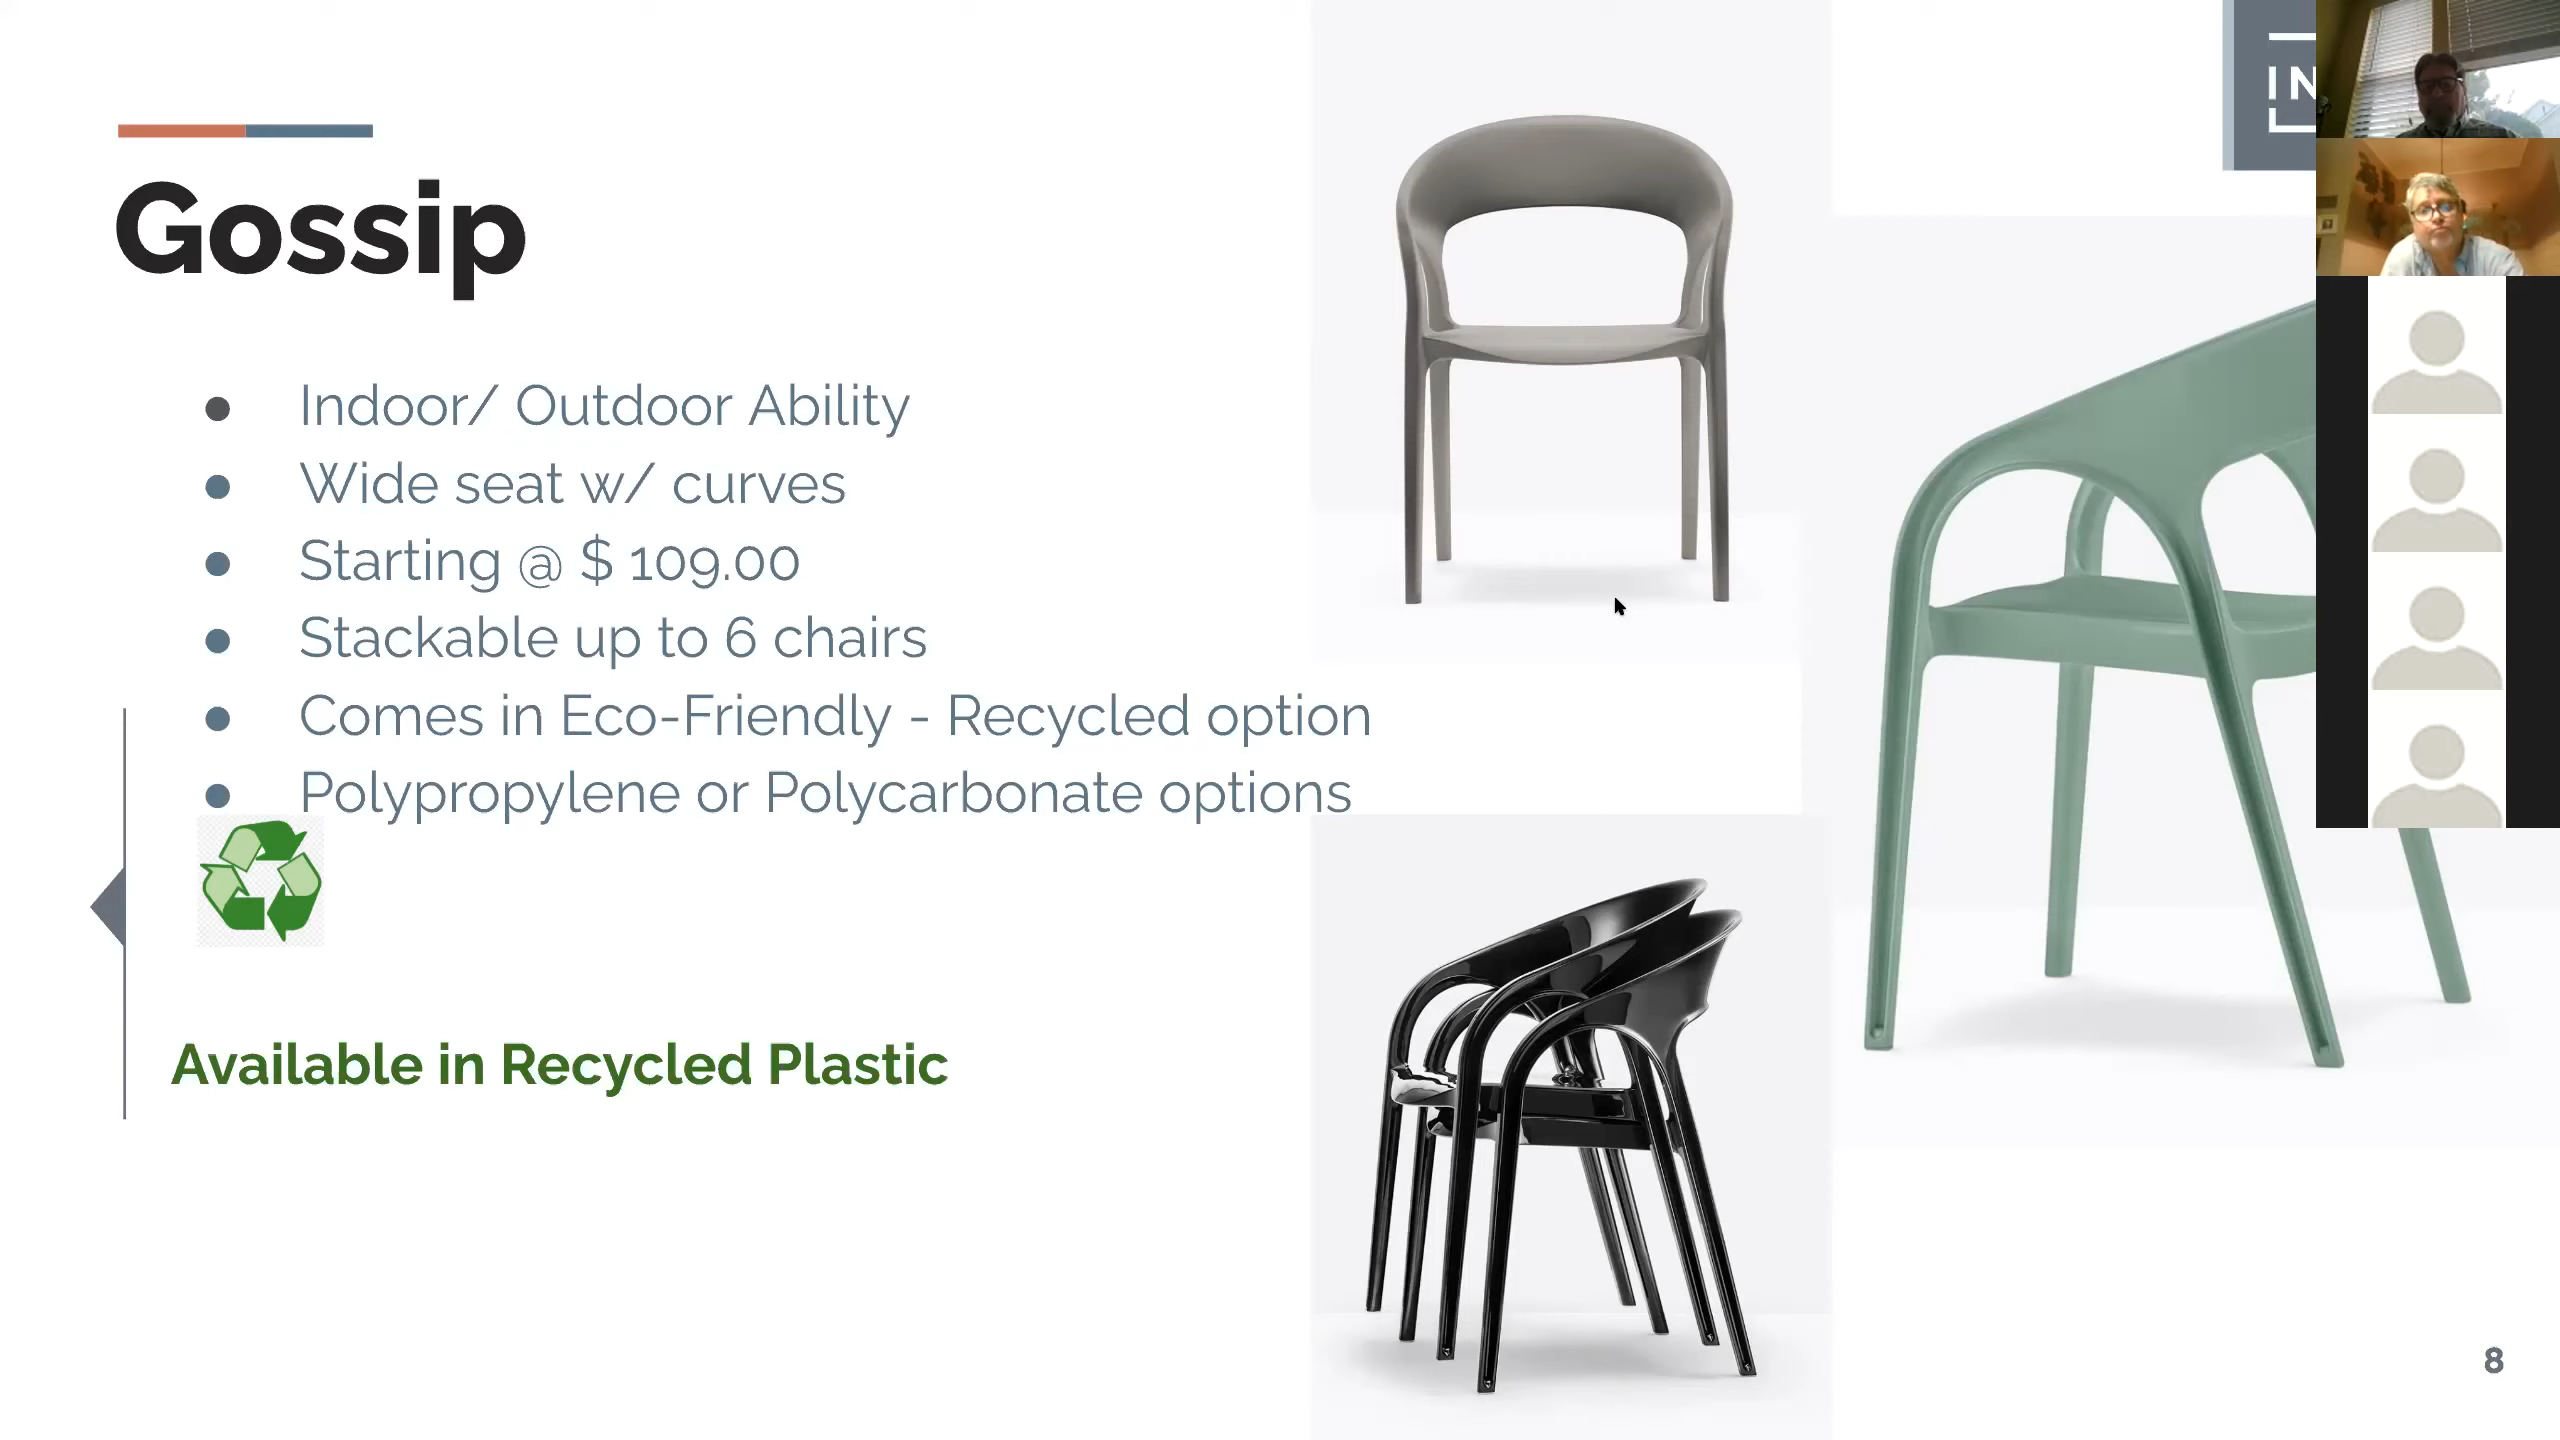 IN
Gossip
● Indoor/ Outdoor Ability
● Wide seat w/ curves
● Starting @ $ 109.00
● Stackable up to 6 chairs
● Comes in Eco-Friendly - Recycled option
● Polypropylene or Polycarbonate options
Available in Recycled Plastic
8